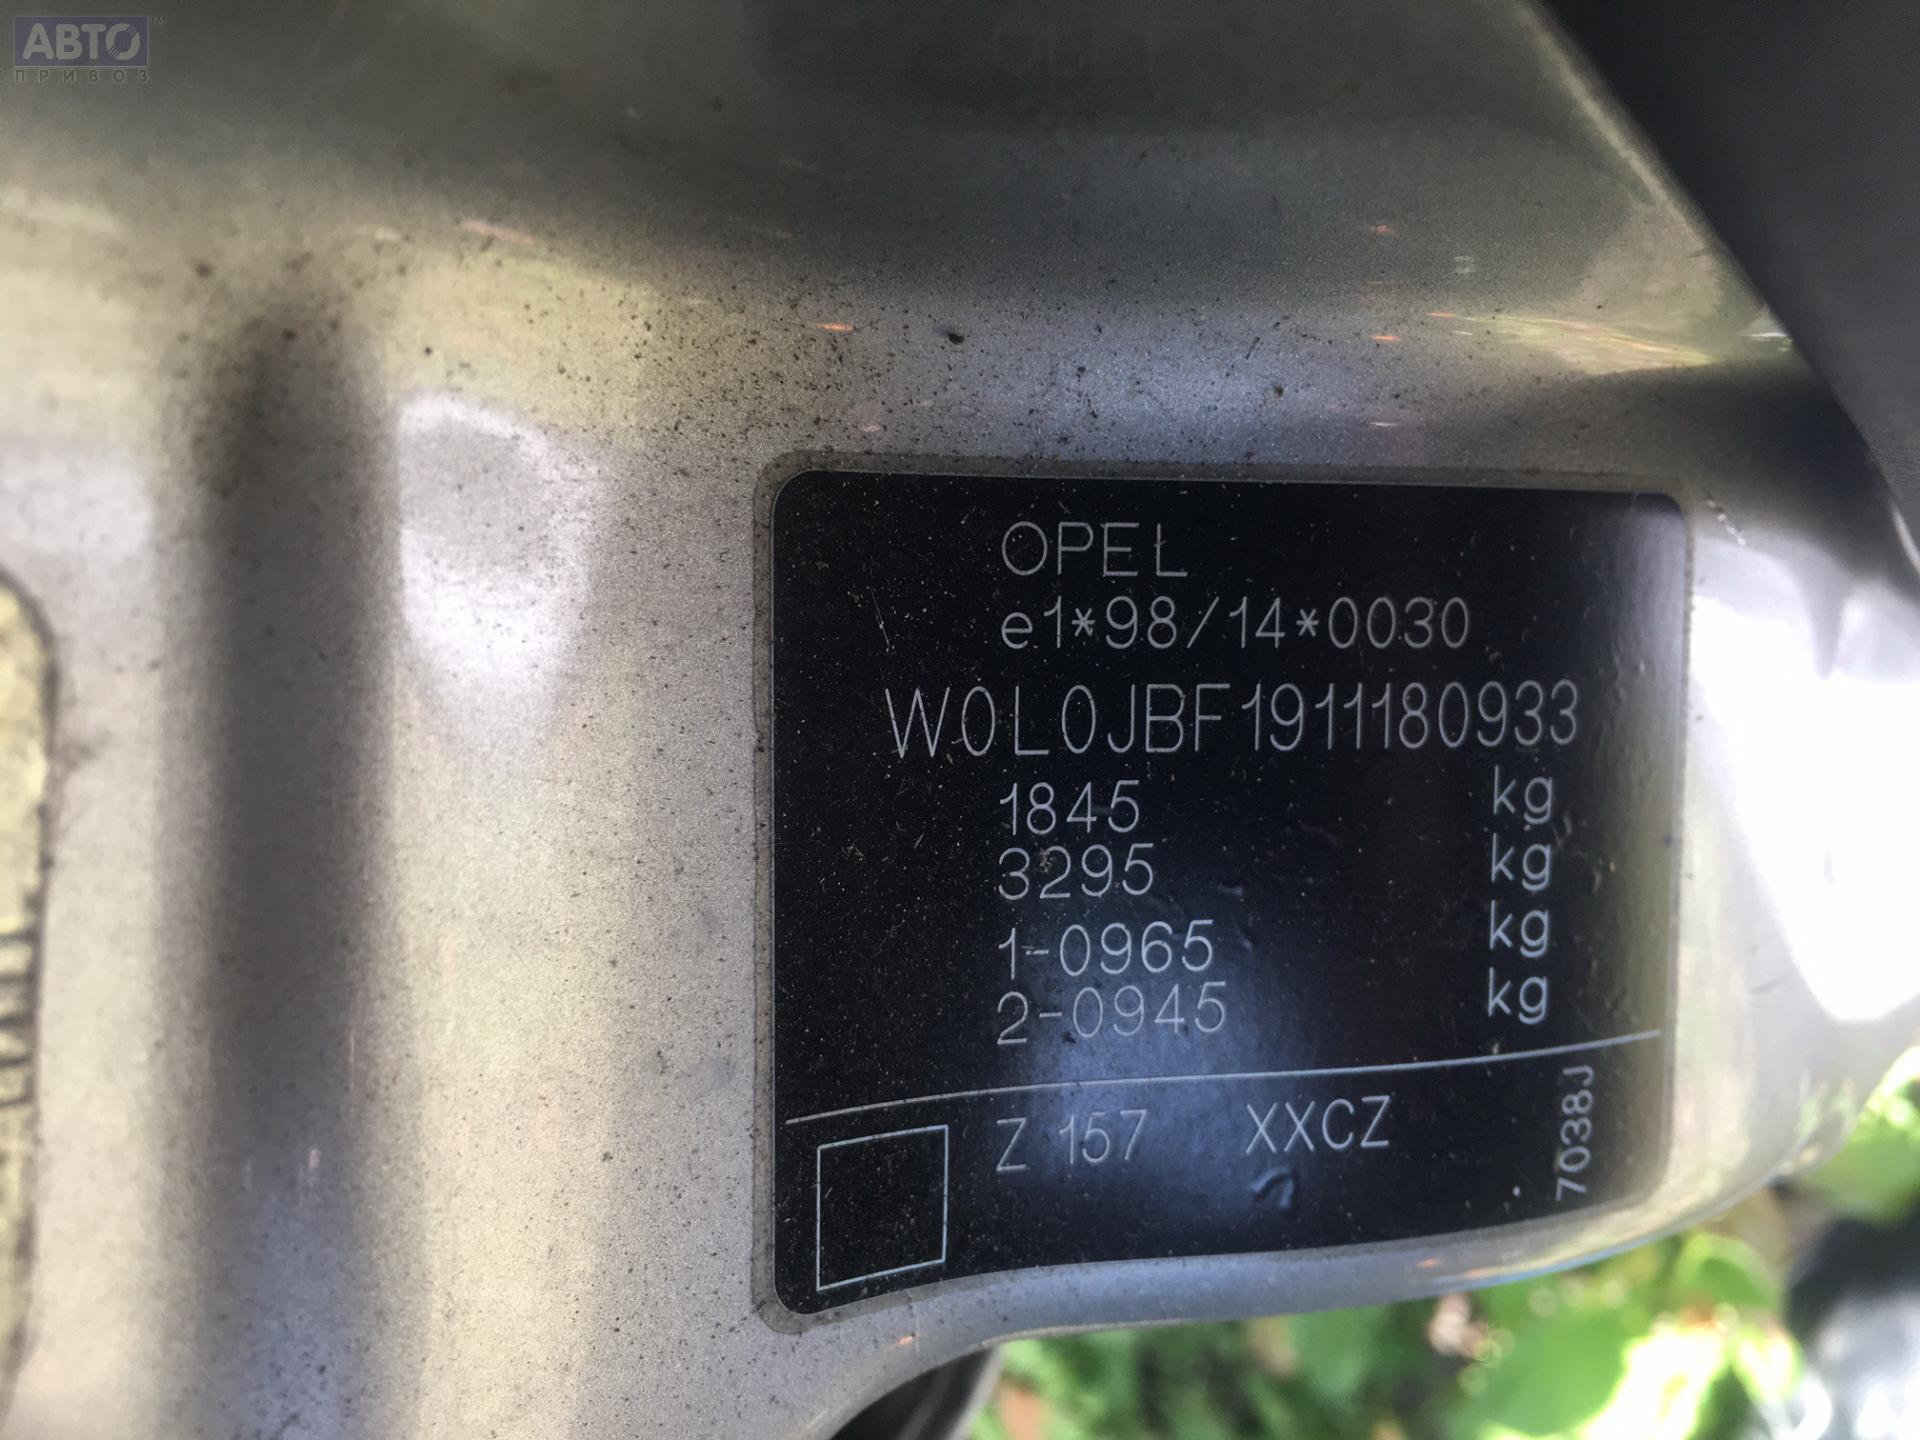 АВТО™
ПРИВОЗ
OPEL
e1*98/14*0030
W0L0JBF1911180933
1845 kg
3295 kg
1-0965 kg
2-0945 kg
Z 157 XXCZ
7038J